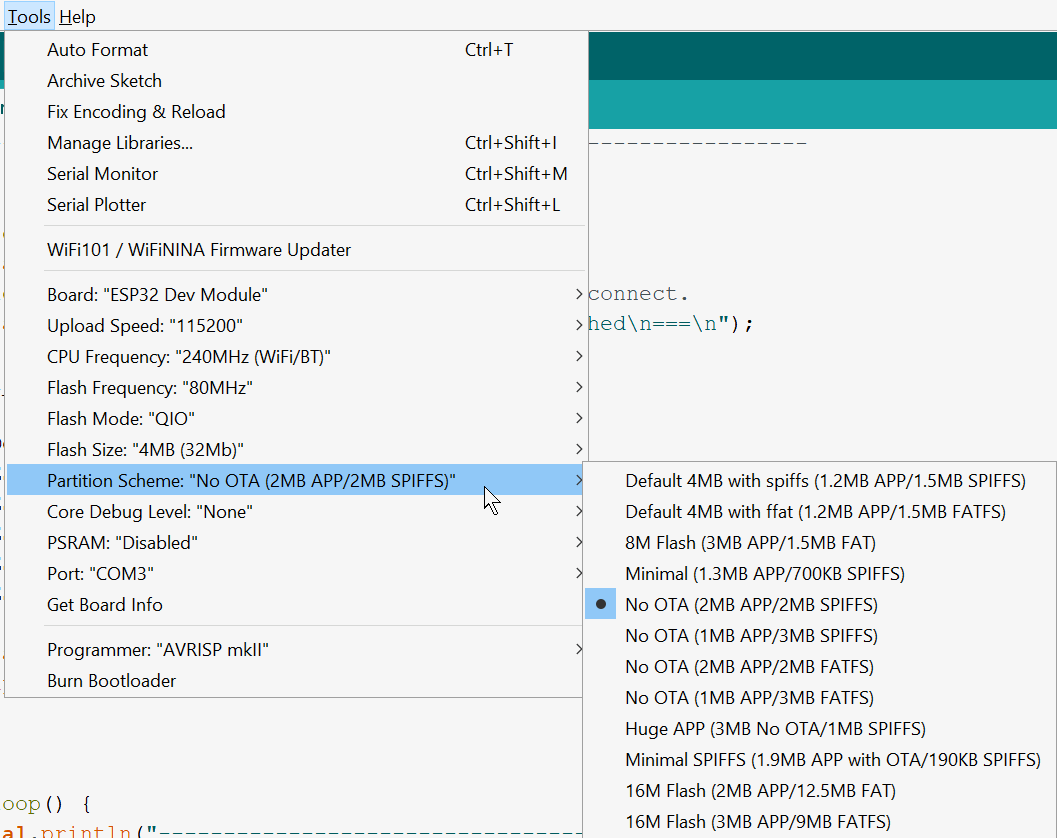 Tools Help
Auto Format Ctrl+T
Archive Sketch
Fix Encoding & Reload
Manage Libraries... Ctrl+Shift+I
Serial Monitor Ctrl+Shift+M
Serial Plotter Ctrl+Shift+L
WiFi101 / WiFiNINA Firmware Updater
Board: "ESP32 Dev Module"
connect.
Upload Speed: "115200"
hed\n===\n");
CPU Frequency: "240MHz (WiFi/BT)"
Flash Frequency: "80MHz"
Flash Mode: "QIO"
Flash Size: "4MB (32Mb)"
Partition Scheme: "No OTA (2MB APP/2MB SPIFFS)"
Core Debug Level: "None"
PSRAM: "Disabled"
Port: "COM3"
Get Board Info
Programmer: "AVRISP mkII"
Burn Bootloader
Default 4MB with spiffs (1.2MB APP/1.5MB SPIFFS)
Default 4MB with ffat (1.2MB APP/1.5MB FATFS)
8M Flash (3MB APP/1.5MB FAT)
Minimal (1.3MB APP/700KB SPIFFS)
No OTA (2MB APP/2MB SPIFFS)
No OTA (1MB APP/3MB SPIFFS)
No OTA (2MB APP/2MB FATFS)
No OTA (1MB APP/3MB FATFS)
Huge APP (3MB No OTA/1MB SPIFFS)
Minimal SPIFFS (1.9MB APP with OTA/190KB SPIFFS)
16M Flash (2MB APP/12.5MB FAT)
16M Flash (3MB APP/9MB FATFS)
oop() {
al.println("--------------------------------